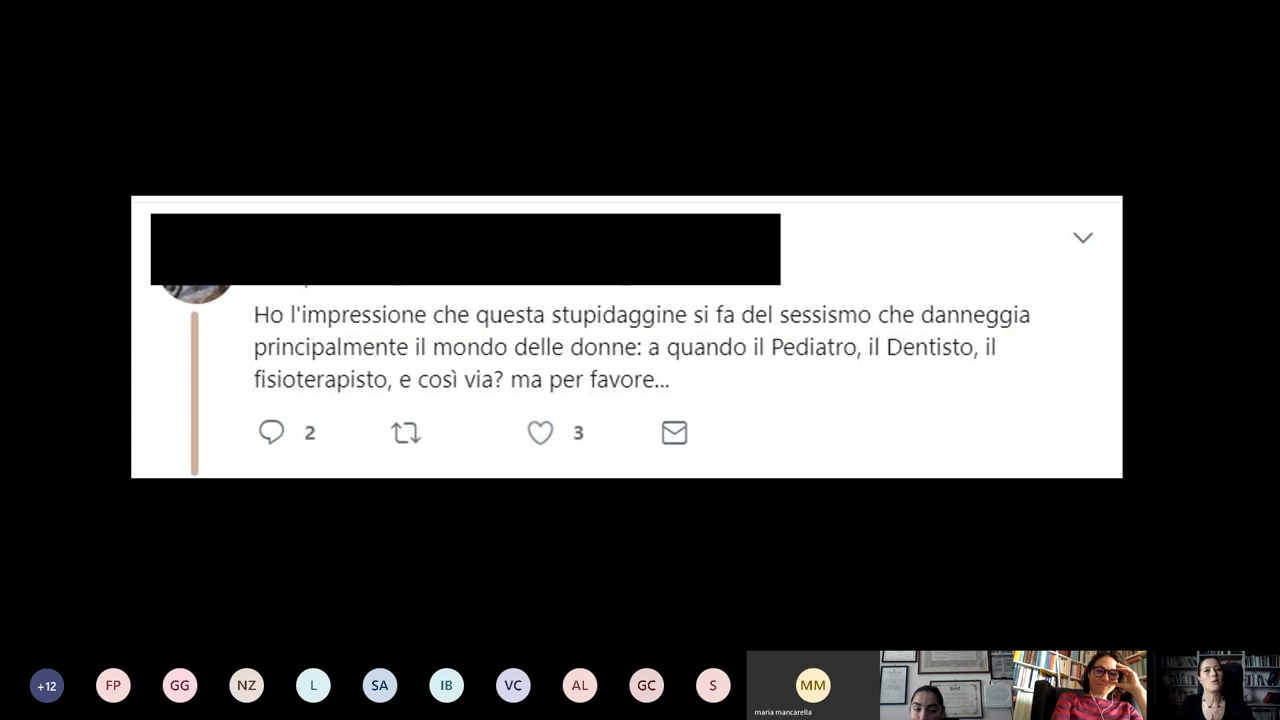 Ho l'impressione che questa stupidaggine si fa del sessismo che danneggia
principalmente il mondo delle donne: a quando il Pediatro, il Dentisto, il
fisioterapisto, e così via? ma per favore...
2
3
+12
FP
GG
NZ
L
SA
IB
VC
AL
GC
S
MM
maria mancarella